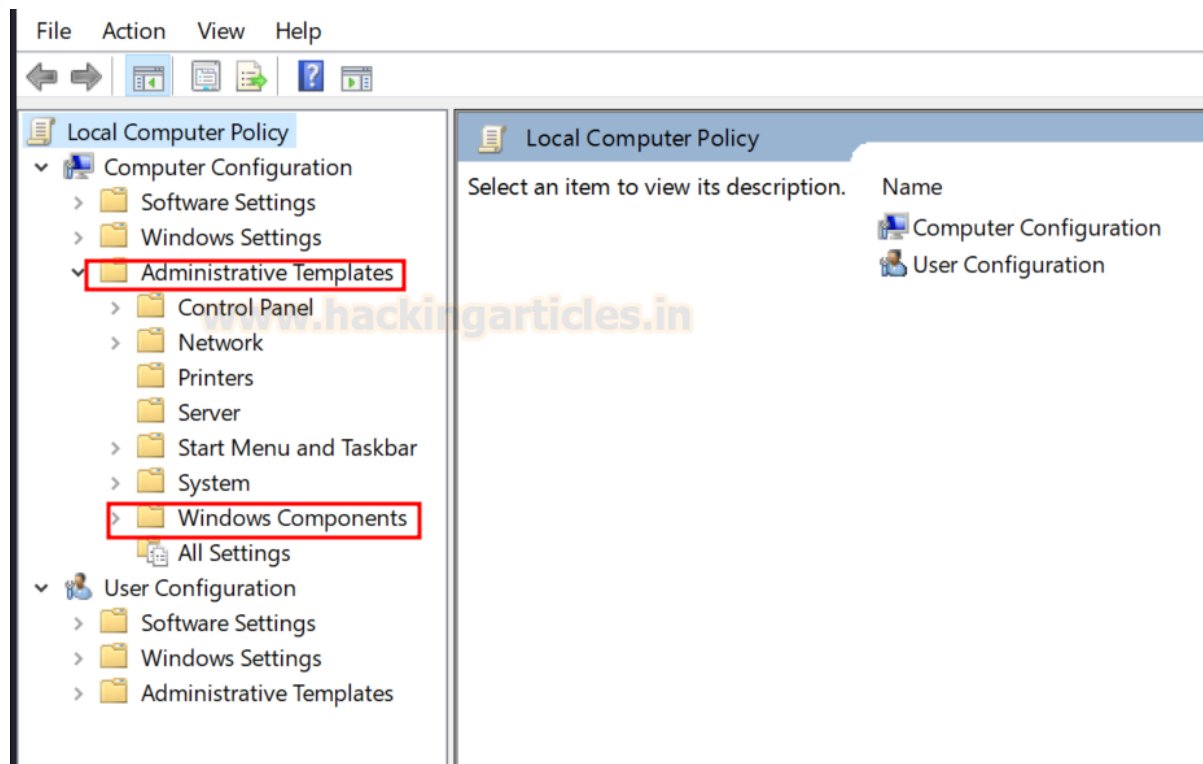 File Action View Help
Local Computer Policy
Computer Configuration
Software Settings
Windows Settings
Administrative Templates
Control Panel
Network
Printers
Server
Start Menu and Taskbar
System
Windows Components
All Settings
User Configuration
Software Settings
Windows Settings
Administrative Templates
Local Computer Policy
Select an item to view its description.
Name
Computer Configuration
User Configuration
www.hackingarticles.in